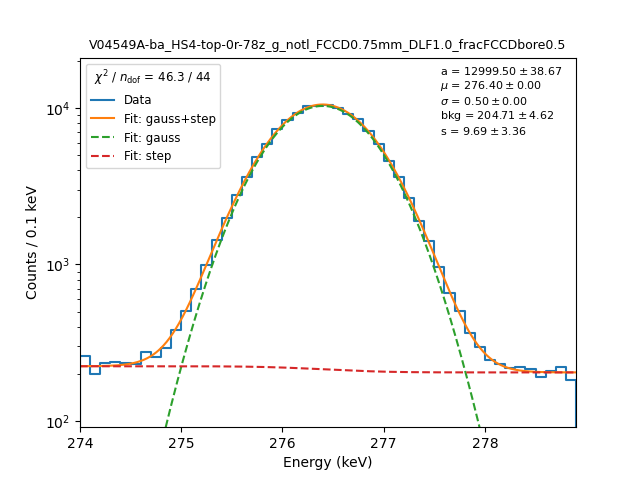 V04549A-ba_HS4-top-0r-78z_g_notl_FCCD0.75mm_DLF1.0_fracFCCDbore0.5
χ² / n_dof = 46.3 / 44
Data
Fit: gauss+step
Fit: gauss
Fit: step
a = 12999.50 ± 38.67
μ = 276.40 ± 0.00
σ = 0.50 ± 0.00
bkg = 204.71 ± 4.62
s = 9.69 ± 3.36
Counts / 0.1 keV
10⁴
10³
10²
274 275 276 277 278
Energy (keV)